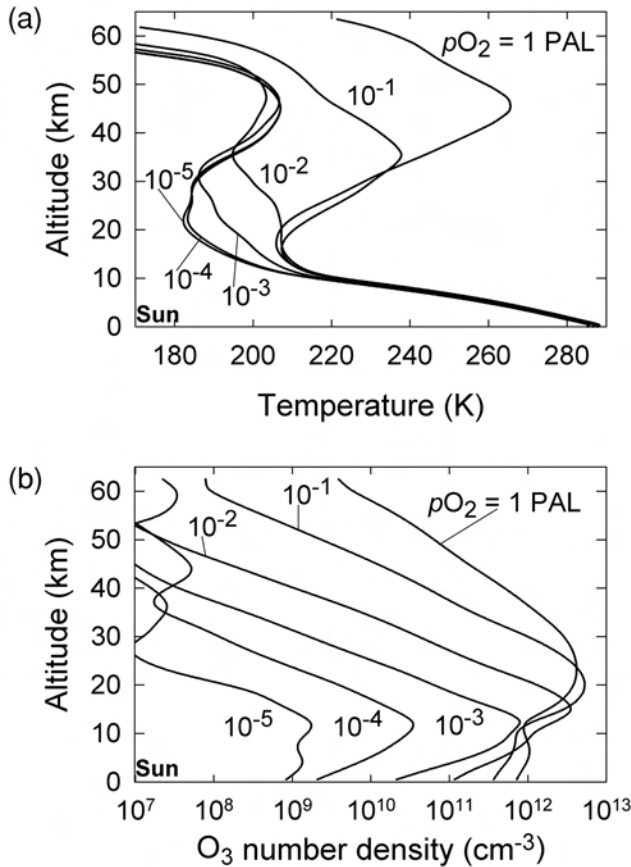 (a)
60
50
40
30
20
10
0
Altitude (km)
pO₂ = 1 PAL
10⁻¹
10⁻²
10⁻⁵
10⁻⁴
10⁻³
Sun
180 200 220 240 260 280
Temperature (K)
(b)
60
50
40
30
20
10
0
Altitude (km)
10⁻¹
pO₂ = 1 PAL
10⁻²
10⁻⁵
10⁻⁴
10⁻³
Sun
10⁷ 10⁸ 10⁹ 10¹⁰ 10¹¹ 10¹² 10¹³
O₃ number density (cm⁻³)